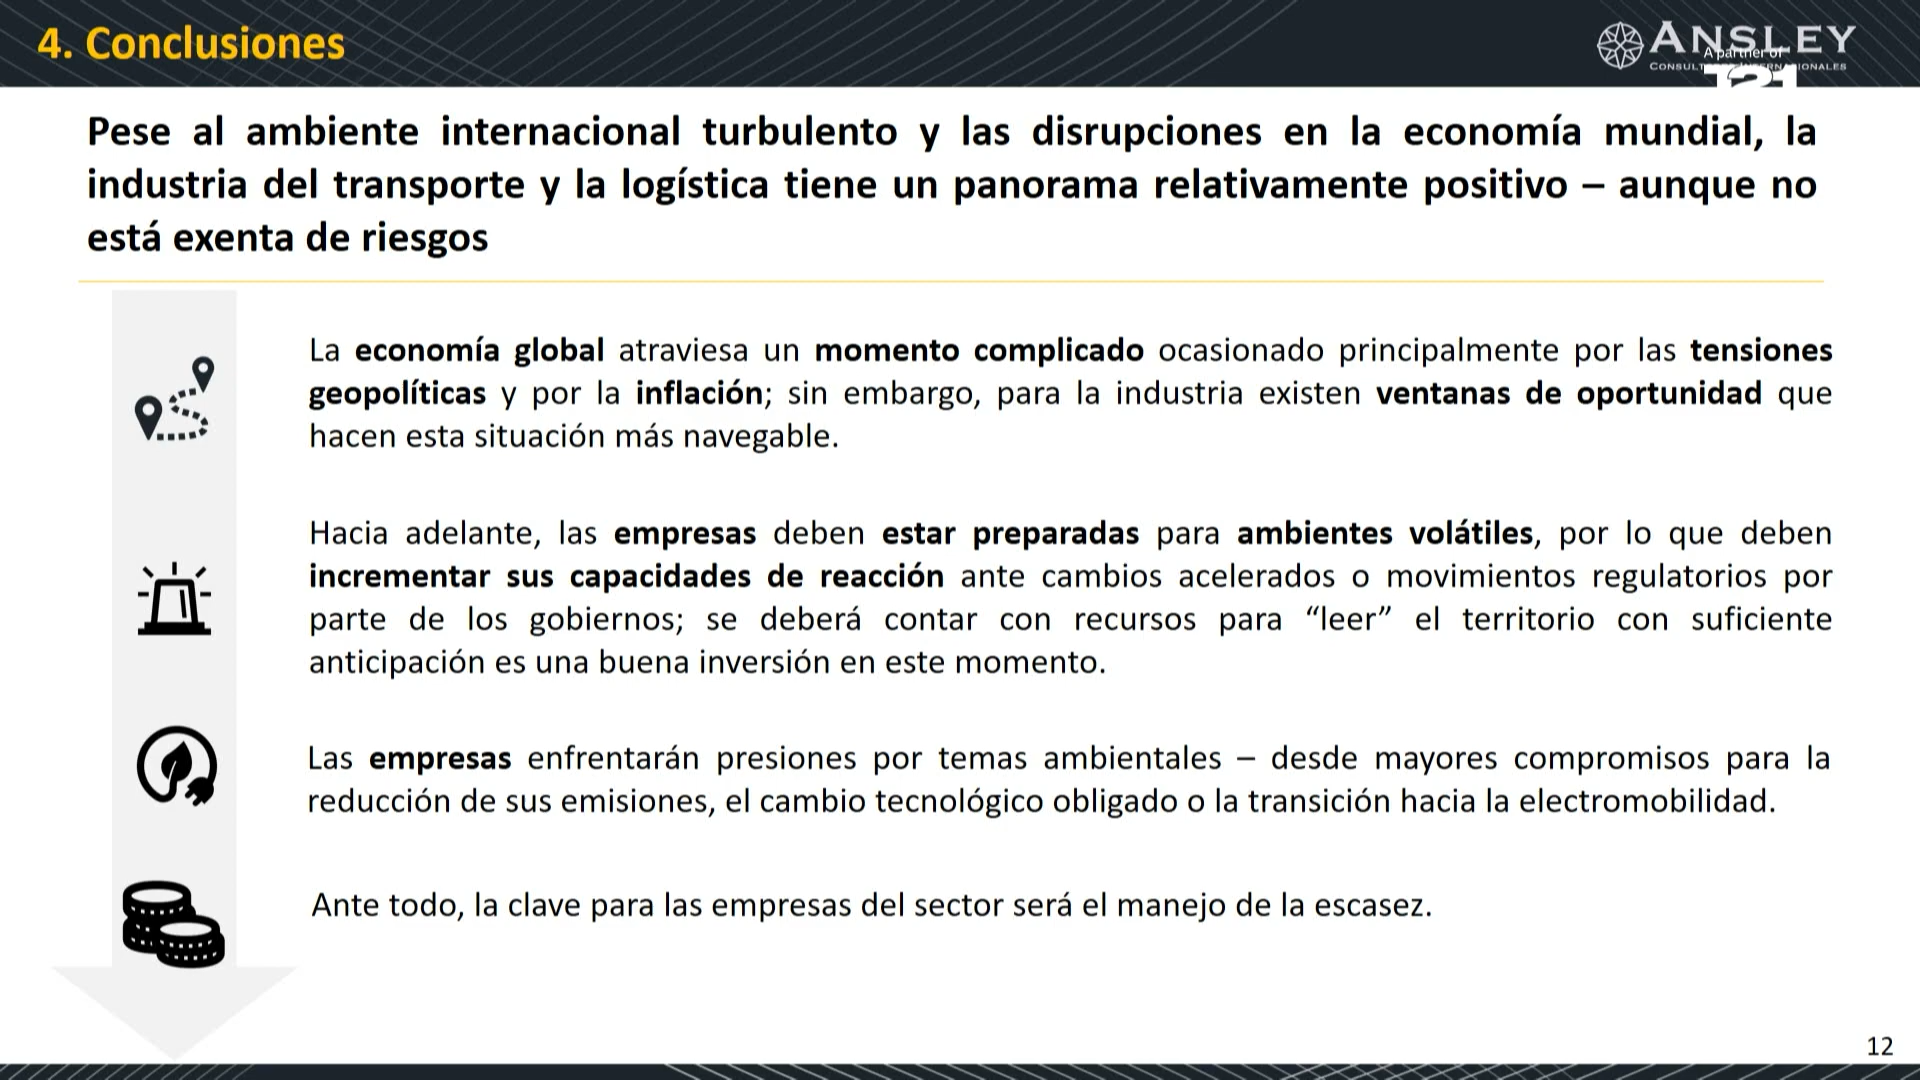 4. Conclusiones
ANSLEY
A partner of
T21
Pese al ambiente internacional turbulento y las disrupciones en la economía mundial, la
industria del transporte y la logística tiene un panorama relativamente positivo – aunque no
está exenta de riesgos
La economía global atraviesa un momento complicado ocasionado principalmente por las tensiones
geopolíticas y por la inflación; sin embargo, para la industria existen ventanas de oportunidad que
hacen esta situación más navegable.
Hacia adelante, las empresas deben estar preparadas para ambientes volátiles, por lo que deben
incrementar sus capacidades de reacción ante cambios acelerados o movimientos regulatorios por
parte de los gobiernos; se deberá contar con recursos para “leer” el territorio con suficiente
anticipación es una buena inversión en este momento.
Las empresas enfrentarán presiones por temas ambientales – desde mayores compromisos para la
reducción de sus emisiones, el cambio tecnológico obligado o la transición hacia la electromobilidad.
Ante todo, la clave para las empresas del sector será el manejo de la escasez.
12